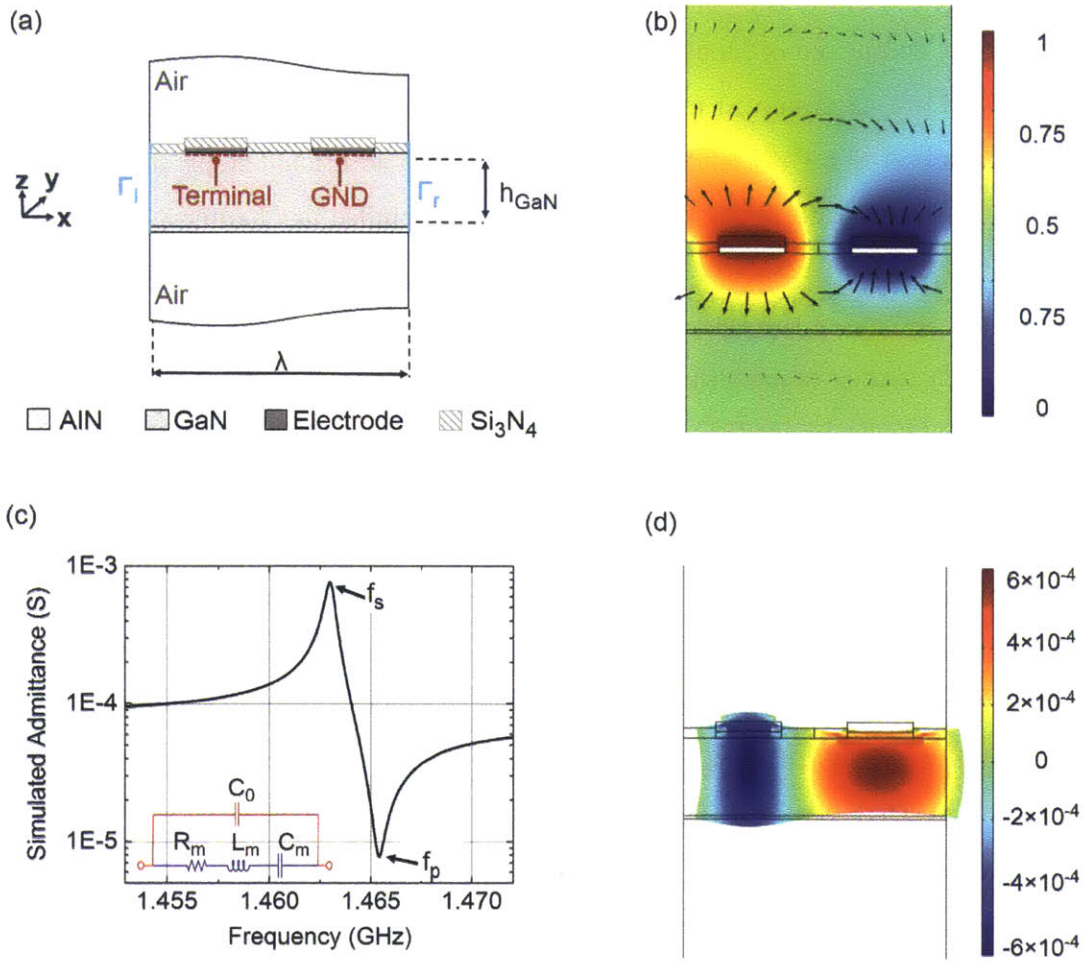 (a)
Air
z
y
x
Γl
Terminal
GND
Γr
hGaN
Air
λ
AlN
GaN
Electrode
Si3N4
(b)
1
0.75
0.5
0.75
0
(c)
Simulated Admittance (S)
1E-3
1E-4
1E-5
fs
fp
C0
Rm
Lm
Cm
1.455
1.460
1.465
1.470
Frequency (GHz)
(d)
6×10-4
4×10-4
2×10-4
0
-2×10-4
-4×10-4
-6×10-4